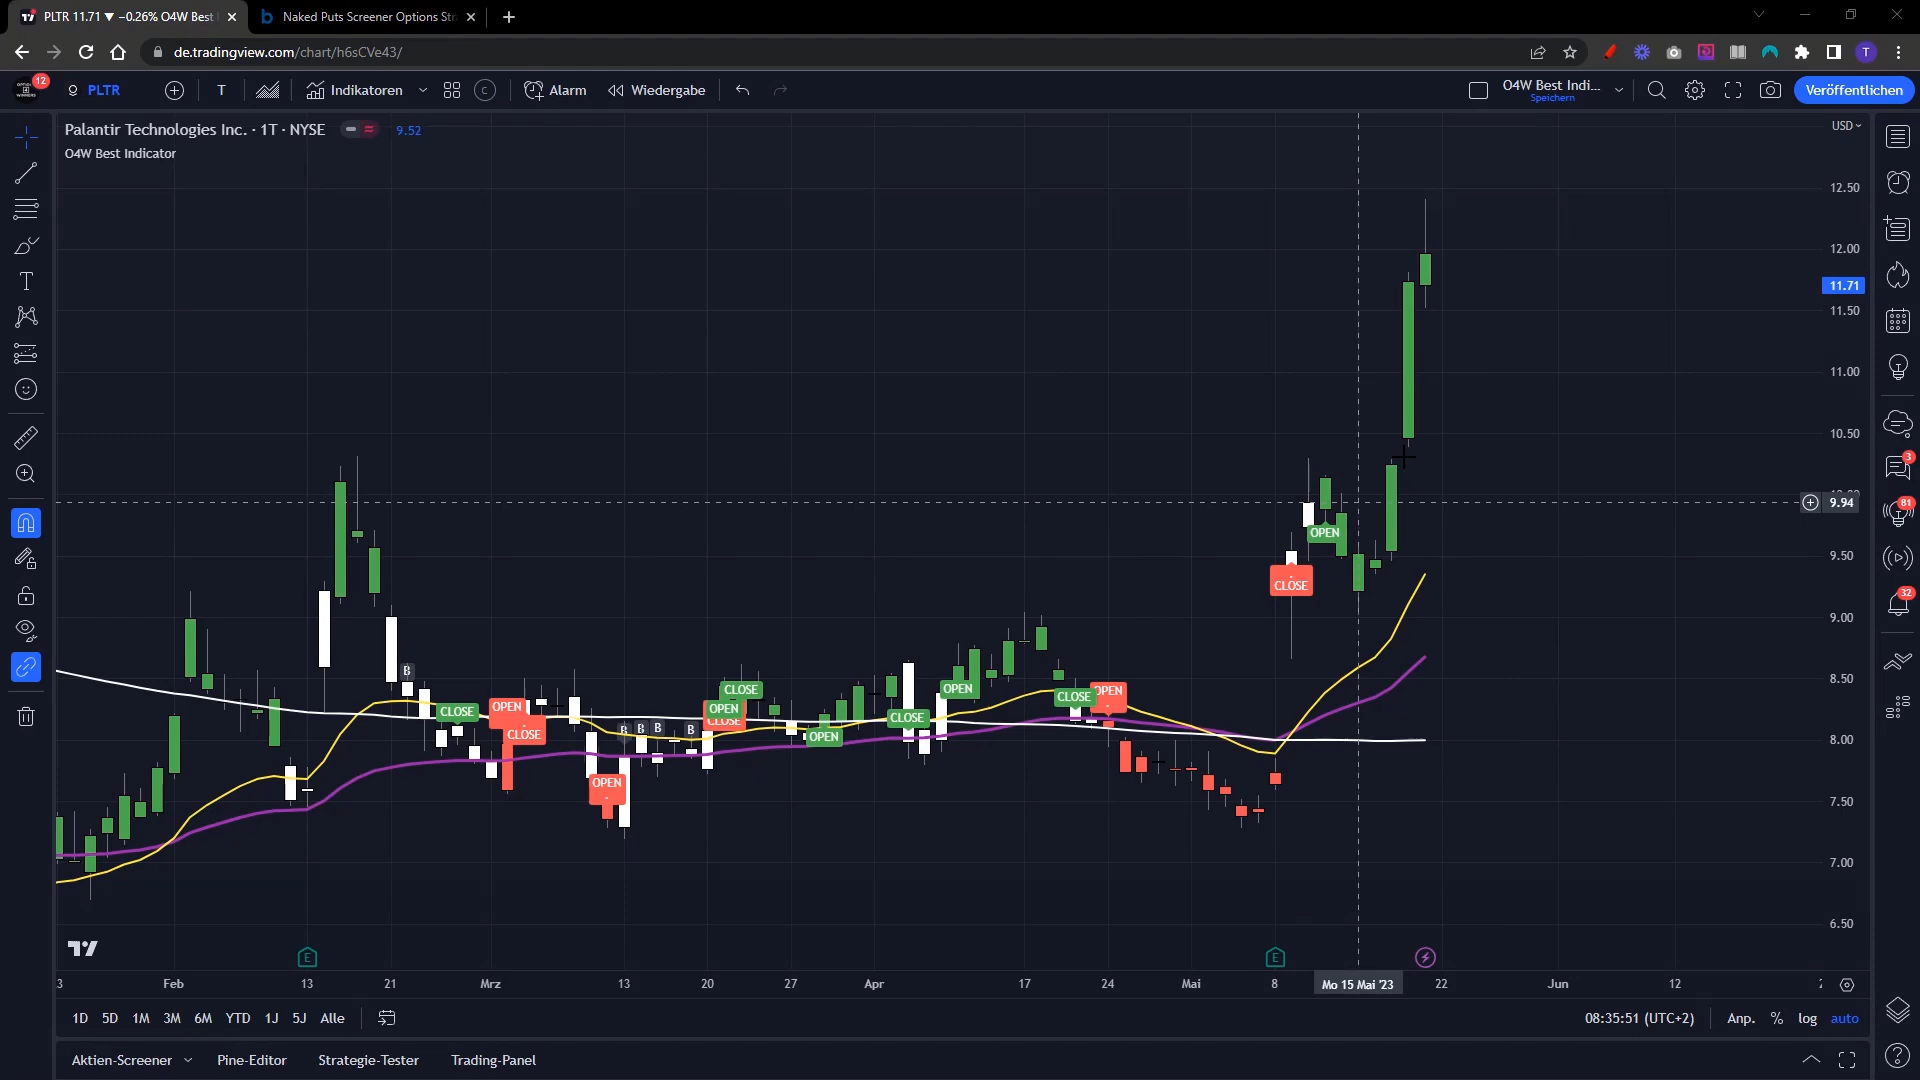 PLTR 11.71 ▼ −0.26% O4W Best
Naked Puts Screener Options Str
de.tradingview.com/chart/h6sCVe43/
T
12
PLTR
T
Indikatoren
C
Alarm
Wiedergabe
O4W Best Indi...
Speichern
Veröffentlichen
Palantir Technologies Inc. · 1T · NYSE
9.52
O4W Best Indicator
USD
12.50
12.00
11.71
11.50
11.00
10.50
9.94
9.50
9.00
8.50
8.00
7.50
7.00
6.50
3
81
32
OPEN
CLOSE
B
CLOSE
OPEN
CLOSE
OPEN
B
B
B
B
CLOSE
OPEN
CLOSE
OPEN
CLOSE
OPEN
CLOSE
OPEN
E
E
Feb
13
21
Mrz
13
20
27
Apr
17
24
Mai
8
Mo 15 Mai '23
22
Jun
12
1D
5D
1M
3M
6M
YTD
1J
5J
Alle
08:35:51 (UTC+2)
Anp.
%
log
auto
Aktien-Screener
Pine-Editor
Strategie-Tester
Trading-Panel